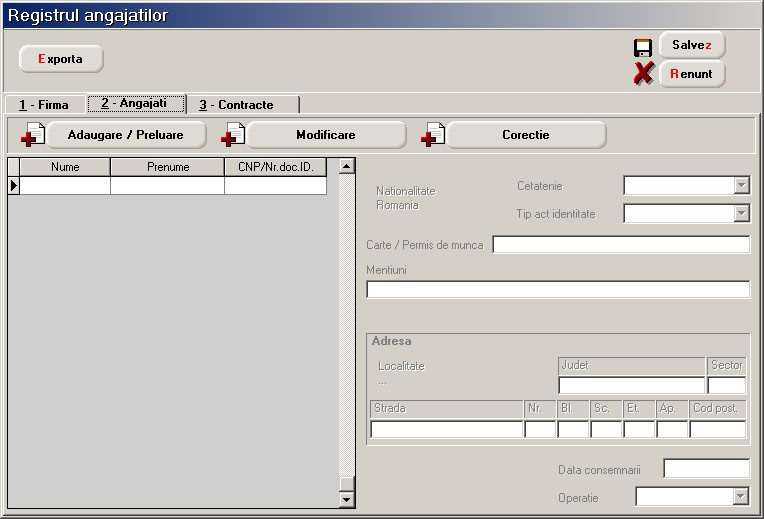 Registrul angajatilor
Exporta
Salvez
Renunt
1 - Firma
2 - Angajati
3 - Contracte
Adaugare / Preluare
Modificare
Corectie
Nume Prenume CNP/Nr.doc.ID.
Nationalitate
Romania
Cetatenie
Tip act identitate
Carte / Permis de munca
Mentiuni
Adresa
Localitate
...
Judet Sector
Strada Nr. Bl. Sc. Et. Ap. Cod post.
Data consemnarii
Operatie